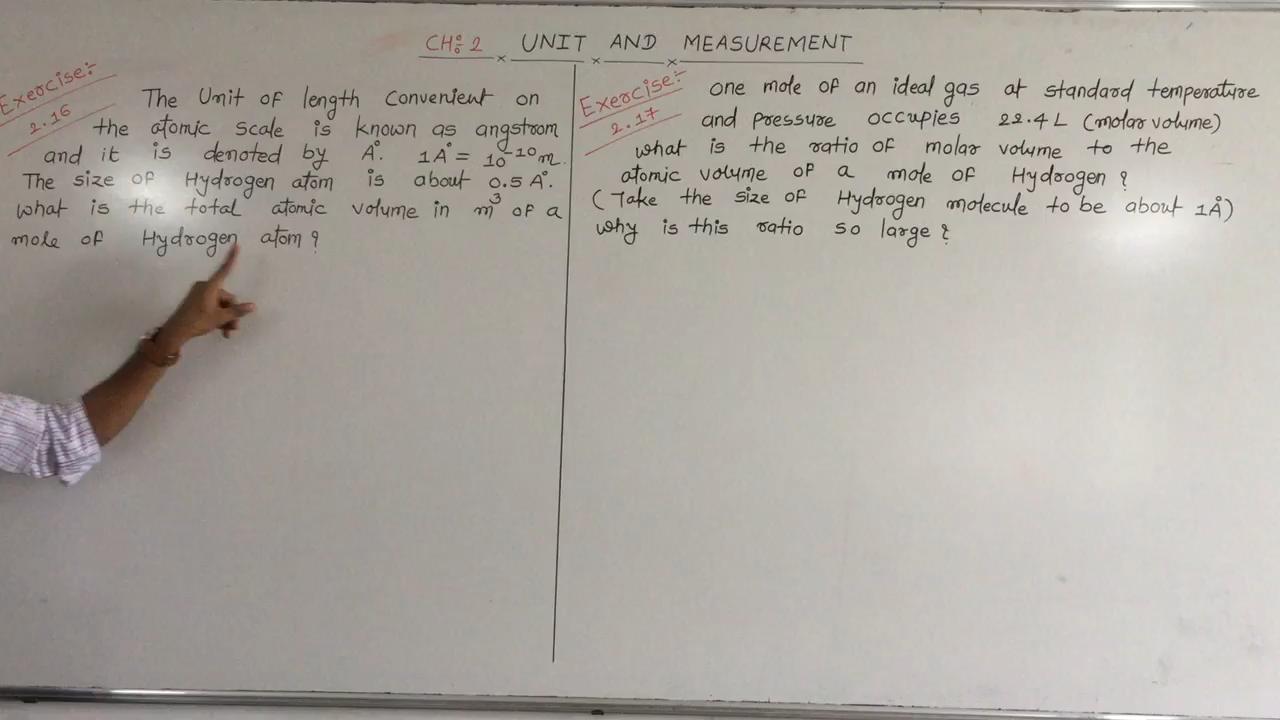 CH:- 2 UNIT AND MEASUREMENT
Exercise:-
2.16
The Unit of length Convenient on
the atomic scale is known as angstrom
and it is denoted by A°. 1A° = 10⁻¹⁰m.
The size of Hydrogen atom is about 0.5 A°.
what is the total atomic volume in m³ of a
mole of Hydrogen atom?
Exercise:-
2.17
one mole of an ideal gas at standard temperature
and pressure occupies 22.4 L (molar volume)
what is the ratio of molar volume to the
atomic volume of a mole of Hydrogen?
(Take the size of Hydrogen molecule to be about 1Å)
why is this ratio so large?